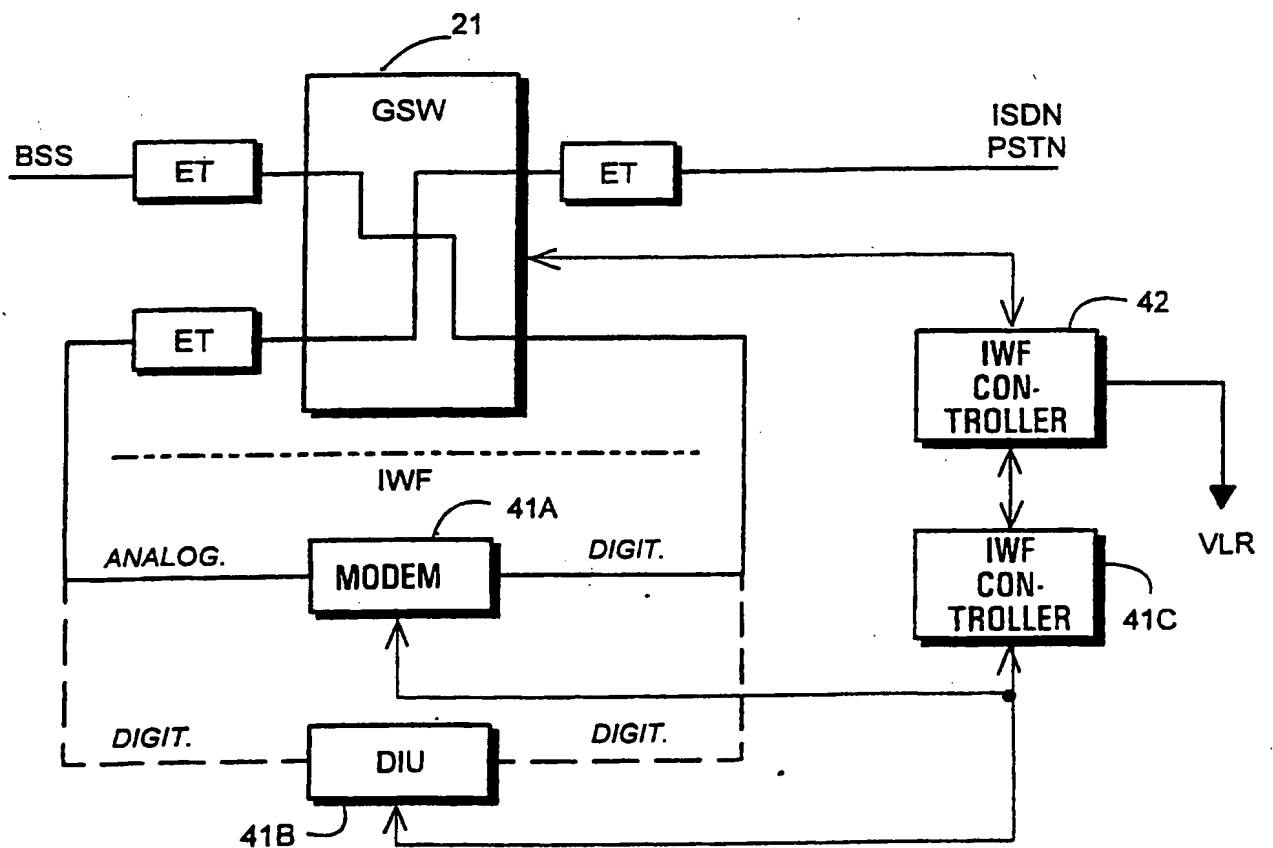 21
GSW
ISDN
PSTN
BSS
ET
ET
ET
42
IWF
CON-
TROLLER
IWF
41A
ANALOG.
MODEM
DIGIT.
VLR
IWF
CON-
TROLLER
41C
DIGIT.
DIU
DIGIT.
41B